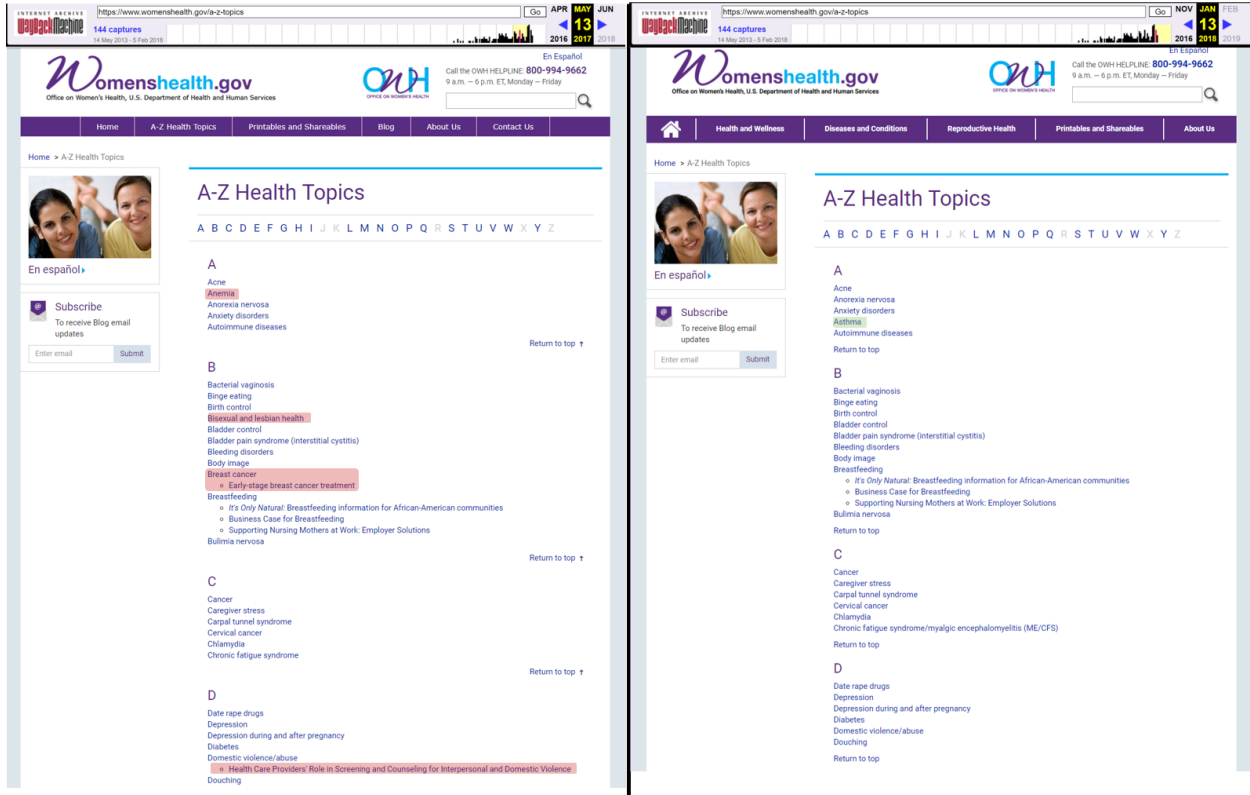 INTERNET ARCHIVE
WayBackMachine
https://www.womenshealth.gov/a-z-topics
Go
APR MAY JUN
144 captures
13
14 May 2013 - 5 Feb 2018
2016 2017 2018
En Español
Womenshealth.gov
Office on Women's Health, U.S. Department of Health and Human Services
OWH
OFFICE ON WOMEN'S HEALTH
Call the OWH HELPLINE: 800-994-9662
9 a.m. — 6 p.m. ET, Monday — Friday
Home A-Z Health Topics Printables and Shareables Blog About Us Contact Us
Home > A-Z Health Topics
En español
Subscribe
To receive Blog email
updates
Enter email Submit
A-Z Health Topics
A B C D E F G H I J K L M N O P Q R S T U V W X Y Z
A
Acne
Anemia
Anorexia nervosa
Anxiety disorders
Autoimmune diseases
Return to top ↑
B
Bacterial vaginosis
Binge eating
Birth control
Bisexual and lesbian health
Bladder control
Bladder pain syndrome (interstitial cystitis)
Bleeding disorders
Body image
Breast cancer
Early-stage breast cancer treatment
Breastfeeding
It's Only Natural: Breastfeeding information for African-American communities
Business Case for Breastfeeding
Supporting Nursing Mothers at Work: Employer Solutions
Bulimia nervosa
Return to top ↑
C
Cancer
Caregiver stress
Carpal tunnel syndrome
Cervical cancer
Chlamydia
Chronic fatigue syndrome
Return to top ↑
D
Date rape drugs
Depression
Depression during and after pregnancy
Diabetes
Domestic violence/abuse
Health Care Providers' Role in Screening and Counseling for Interpersonal and Domestic Violence
Douching
INTERNET ARCHIVE
WayBackMachine
https://www.womenshealth.gov/a-z-topics
Go
NOV JAN FEB
144 captures
13
14 May 2013 - 5 Feb 2018
2016 2018 2019
En Español
Womenshealth.gov
Office on Women's Health, U.S. Department of Health and Human Services
OWH
OFFICE ON WOMEN'S HEALTH
Call the OWH HELPLINE: 800-994-9662
9 a.m. — 6 p.m. ET, Monday — Friday
Health and Wellness Diseases and Conditions Reproductive Health Printables and Shareables About Us
Home > A-Z Health Topics
En español
Subscribe
To receive Blog email
updates
Enter email Submit
A-Z Health Topics
A B C D E F G H I J K L M N O P Q R S T U V W X Y Z
A
Acne
Anorexia nervosa
Anxiety disorders
Asthma
Autoimmune diseases
Return to top
B
Bacterial vaginosis
Binge eating
Birth control
Bladder control
Bladder pain syndrome (interstitial cystitis)
Bleeding disorders
Body image
Breastfeeding
It's Only Natural: Breastfeeding information for African-American communities
Business Case for Breastfeeding
Supporting Nursing Mothers at Work: Employer Solutions
Bulimia nervosa
Return to top
C
Cancer
Caregiver stress
Carpal tunnel syndrome
Cervical cancer
Chlamydia
Chronic fatigue syndrome/myalgic encephalomyelitis (ME/CFS)
Return to top
D
Date rape drugs
Depression
Depression during and after pregnancy
Diabetes
Domestic violence/abuse
Douching
Return to top